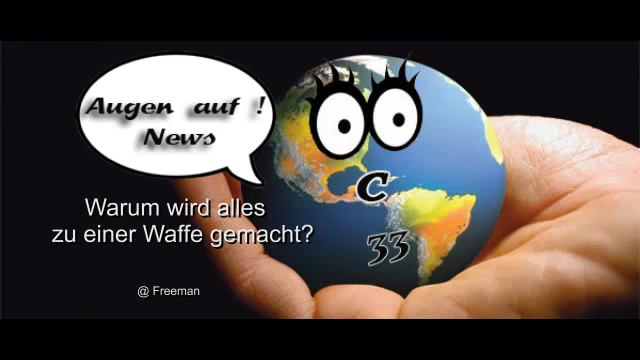 Augen auf !
News
C
33
Warum wird alles
zu einer Waffe gemacht?
@ Freeman